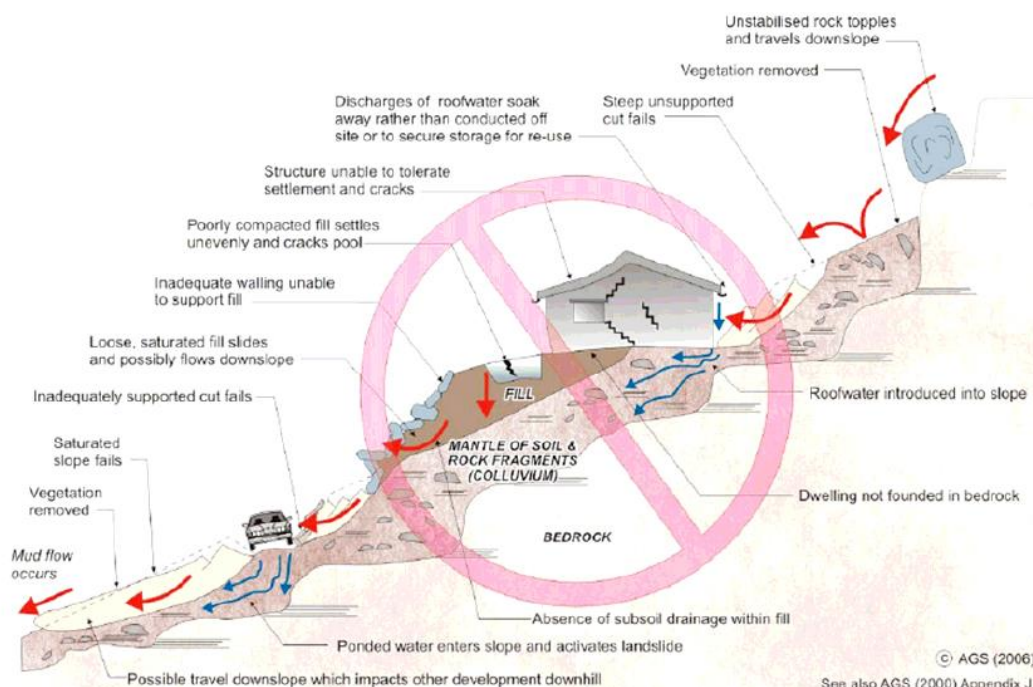 Unstabilised rock topples
and travels downslope
Vegetation removed
Steep unsupported
cut fails
Discharges of roofwater soak
away rather than conducted off
site or to secure storage for re-use
Structure unable to tolerate
settlement and cracks
Poorly compacted fill settles
unevenly and cracks pool
Inadequate walling unable
to support fill
Loose, saturated fill slides
and possibly flows downslope
Inadequately supported cut fails
Saturated
slope fails
Vegetation
removed
Mud flow
occurs
FILL
MANTLE OF SOIL &
ROCK FRAGMENTS
(COLLUVIUM)
BEDROCK
Roofwater introduced into slope
Dwelling not founded in bedrock
Absence of subsoil drainage within fill
Ponded water enters slope and activates landslide
Possible travel downslope which impacts other development downhill
© AGS (2006)
See also AGS (2000) Appendix J